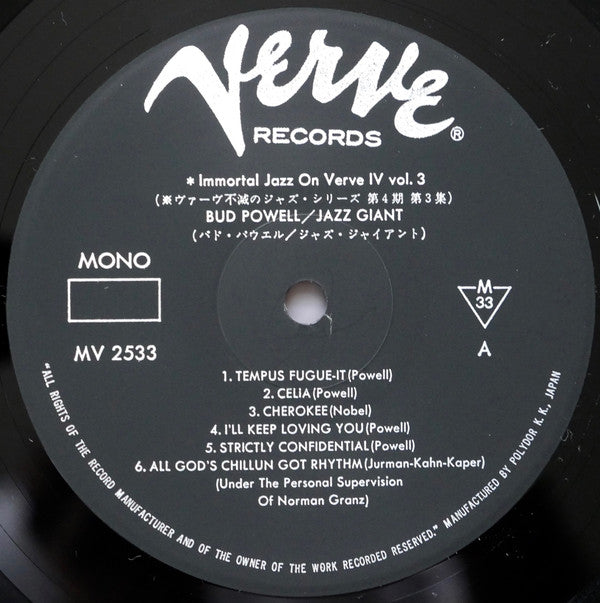 Verve
RECORDS ®
* Immortal Jazz On Verve IV vol. 3
(※ヴァーヴ不滅のジャズ・シリーズ 第4期 第3集)
BUD POWELL/JAZZ GIANT
(バド・パウエル/ジャズ・ジャイアント)
MONO
MV 2533
M
33
A
1. TEMPUS FUGUE-IT (Powell)
2. CELIA (Powell)
3. CHEROKEE (Nobel)
4. I'LL KEEP LOVING YOU (Powell)
5. STRICTLY CONFIDENTIAL (Powell)
6. ALL GOD'S CHILLUN GOT RHYTHM (Jurman-Kahn-Kaper)
(Under The Personal Supervision
Of Norman Granz)
"ALL RIGHTS OF THE RECORD MANUFACTURER AND OF THE OWNER OF THE WORK RECORDED RESERVED." MANUFACTURED BY POLYDOR K. K., JAPAN